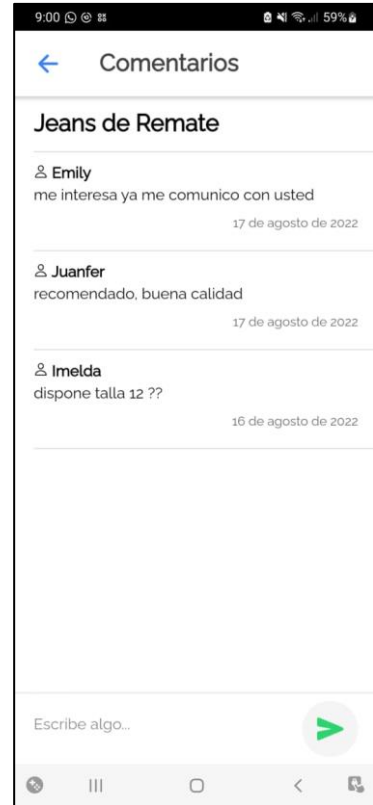 9:00
59%
Comentarios
Jeans de Remate
Emily
me interesa ya me comunico con usted
17 de agosto de 2022
Juanfer
recomendado, buena calidad
17 de agosto de 2022
Imelda
dispone talla 12 ??
16 de agosto de 2022
Escribe algo...